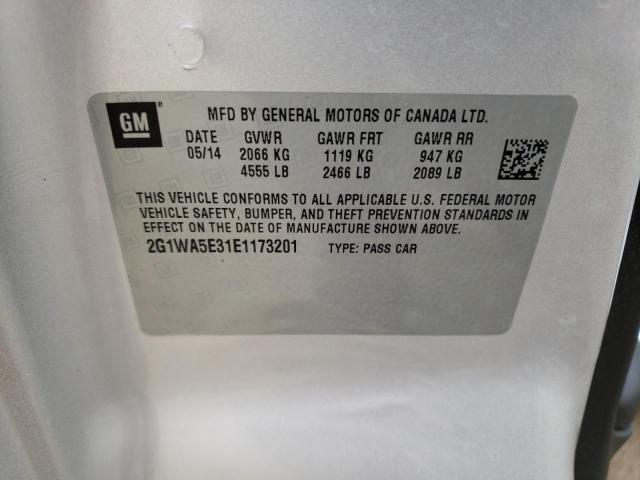 GM
MFD BY GENERAL MOTORS OF CANADA LTD.
DATE GVWR GAWR FRT GAWR RR
05/14 2066 KG 1119 KG 947 KG
4555 LB 2466 LB 2089 LB
THIS VEHICLE CONFORMS TO ALL APPLICABLE U.S. FEDERAL MOTOR
VEHICLE SAFETY, BUMPER, AND THEFT PREVENTION STANDARDS IN
EFFECT ON THE DATE OF MANUFACTURE SHOWN ABOVE.
2G1WA5E31E1173201 TYPE: PASS CAR